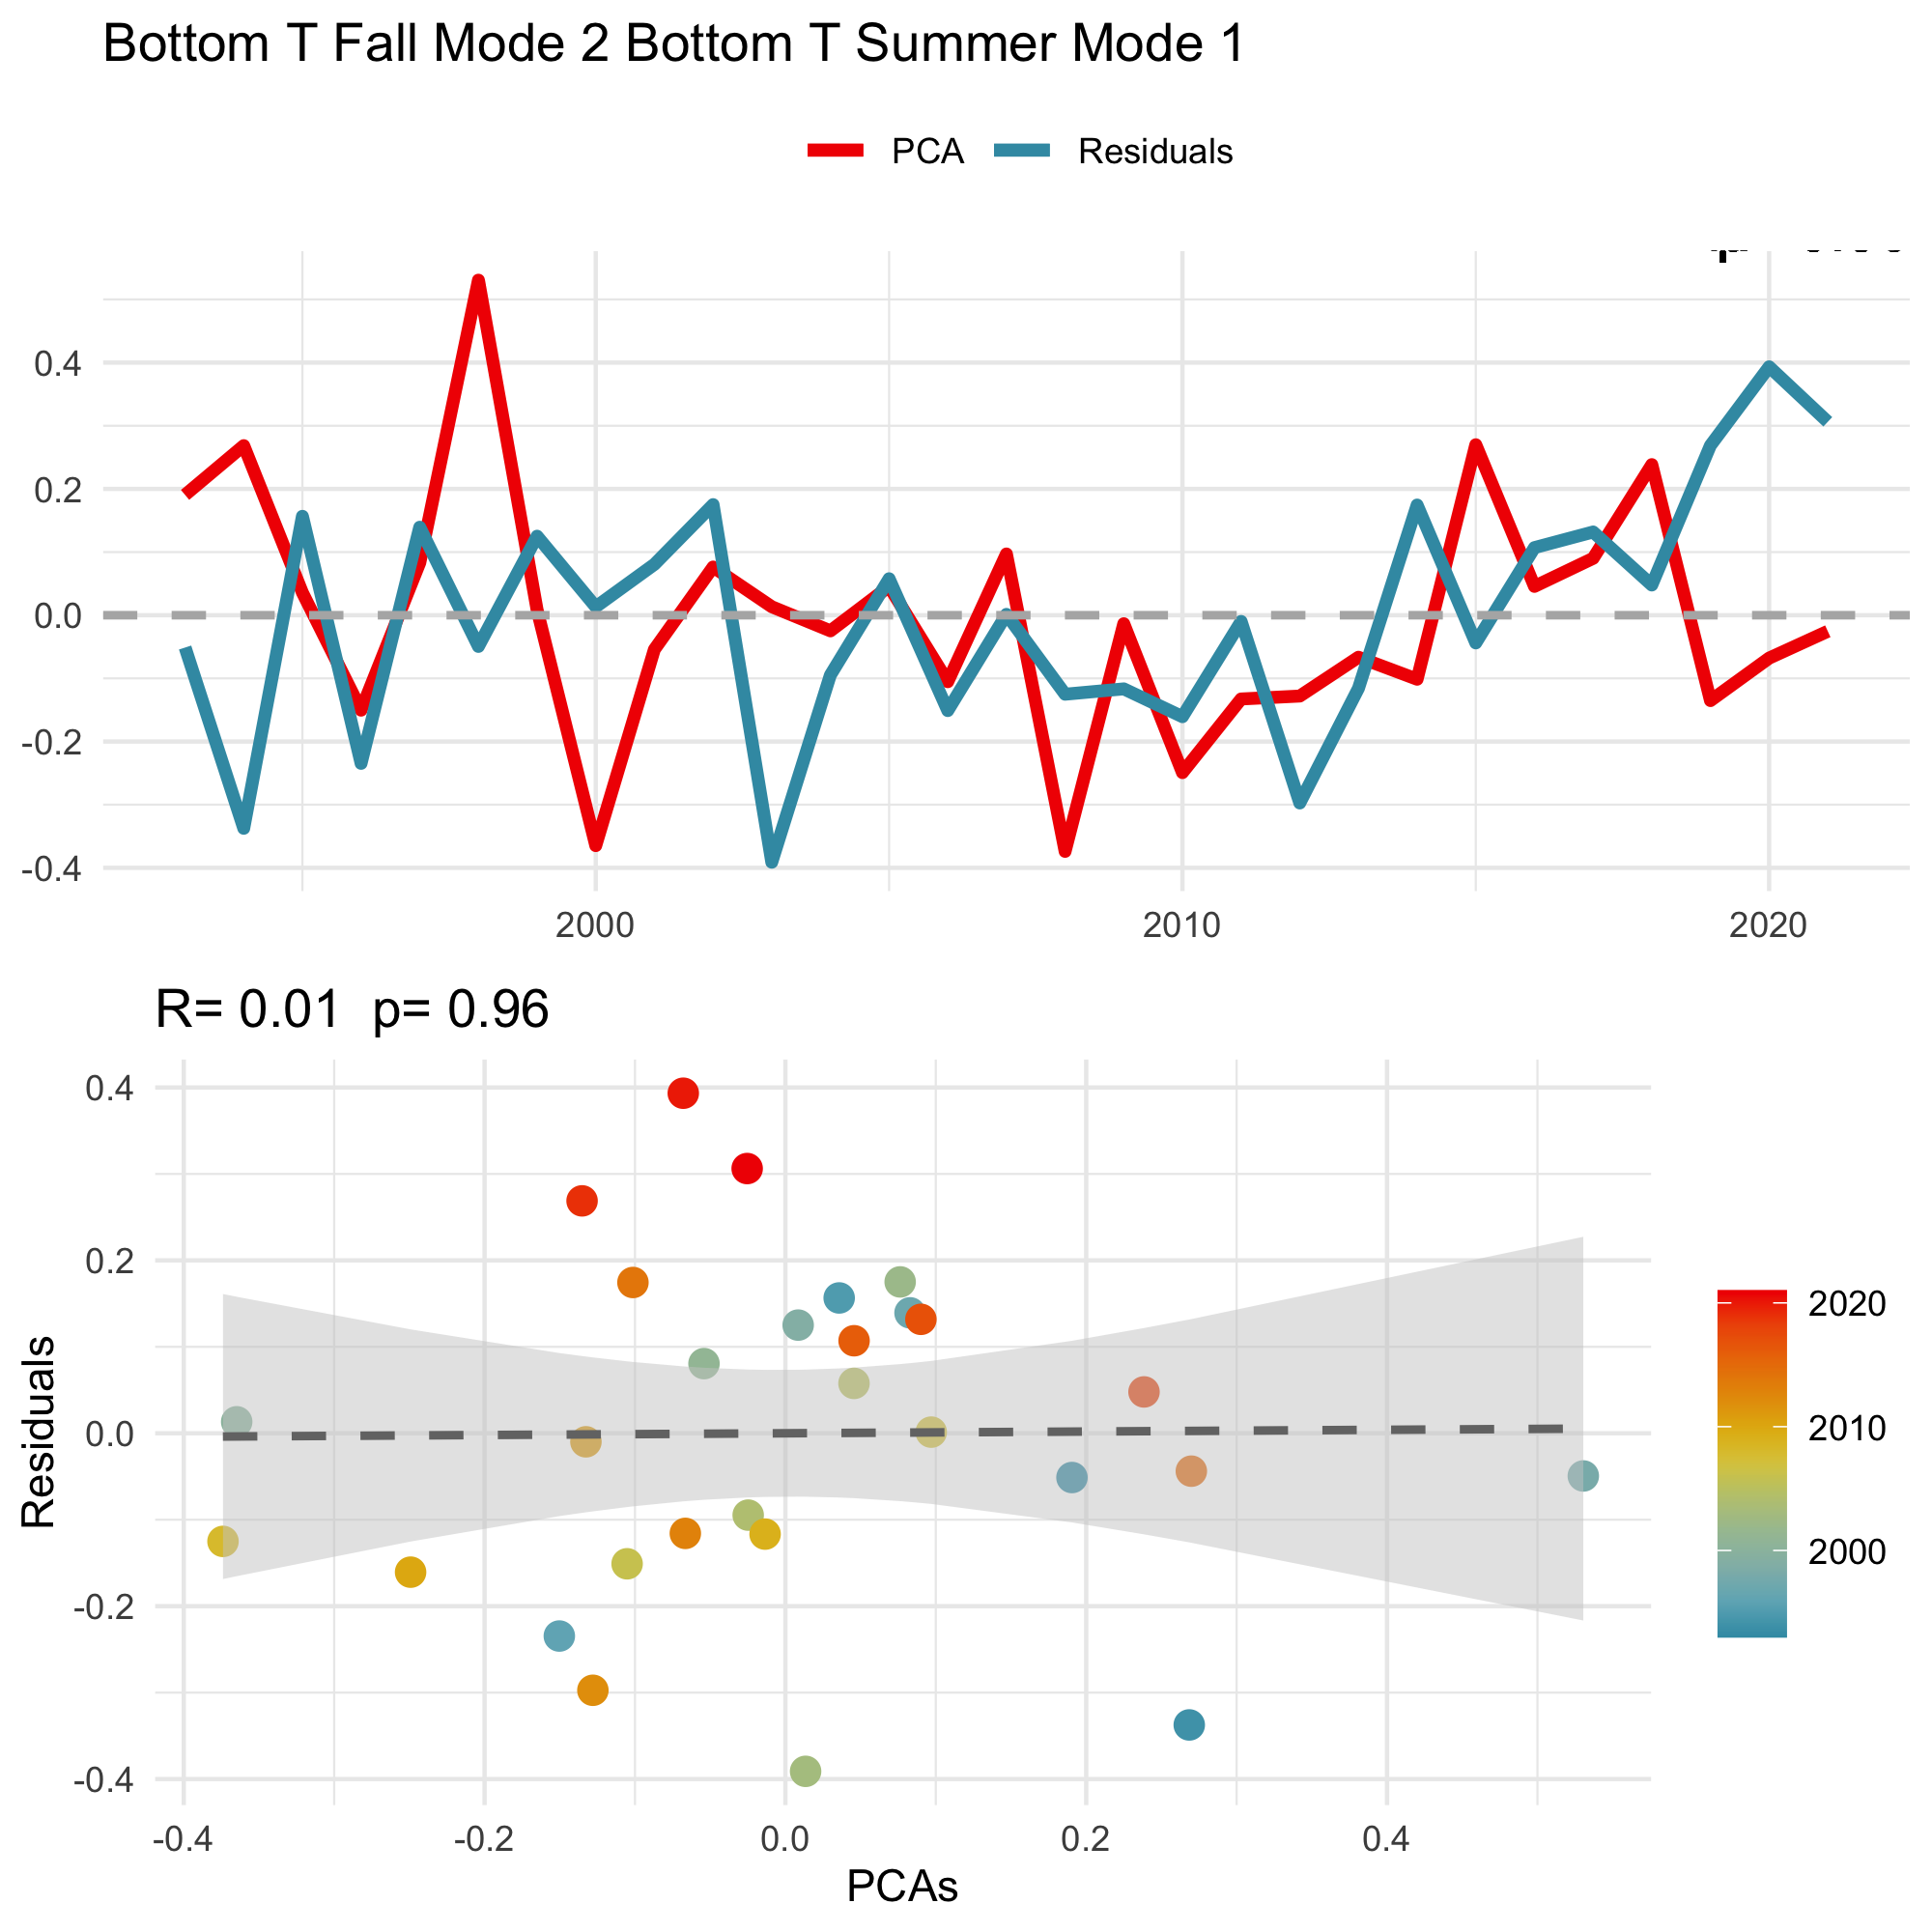 Bottom T Fall Mode 2 Bottom T Summer Mode 1
PCA Residuals
0.4
0.2
0.0
-0.2
-0.4
2000 2010 2020
R= 0.01 p= 0.96
Residuals
0.4
0.2
0.0
-0.2
-0.4
-0.4 -0.2 0.0 0.2 0.4
PCAs
2020
2010
2000